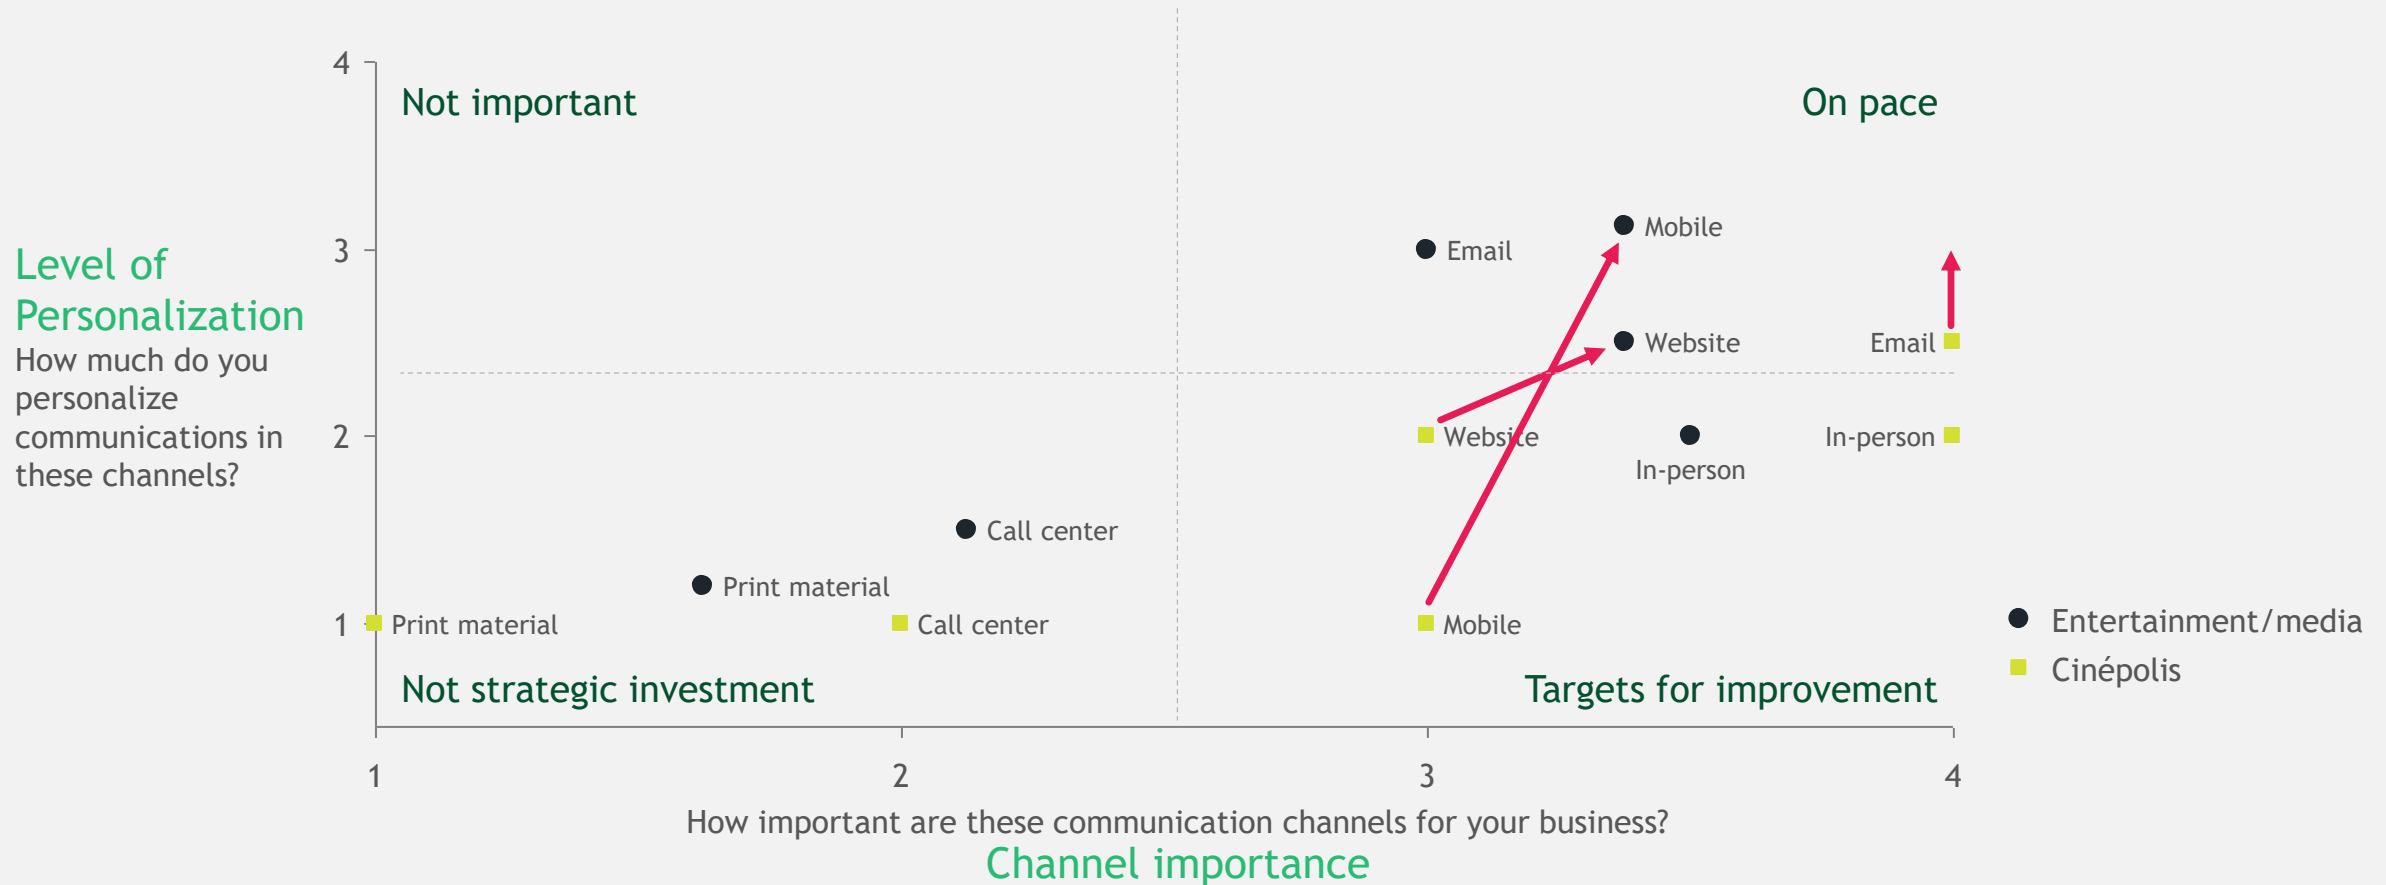 4
Not important
On pace
Mobile
3
Email
Level of
Personalization
How much do you
personalize
communications in
these channels?
Website
Email
2
Website
In-person
In-person
Call center
Print material
1
Print material
Call center
Mobile
Entertainment/media
Cinépolis
Not strategic investment
Targets for improvement
1
2
3
4
How important are these communication channels for your business?
Channel importance